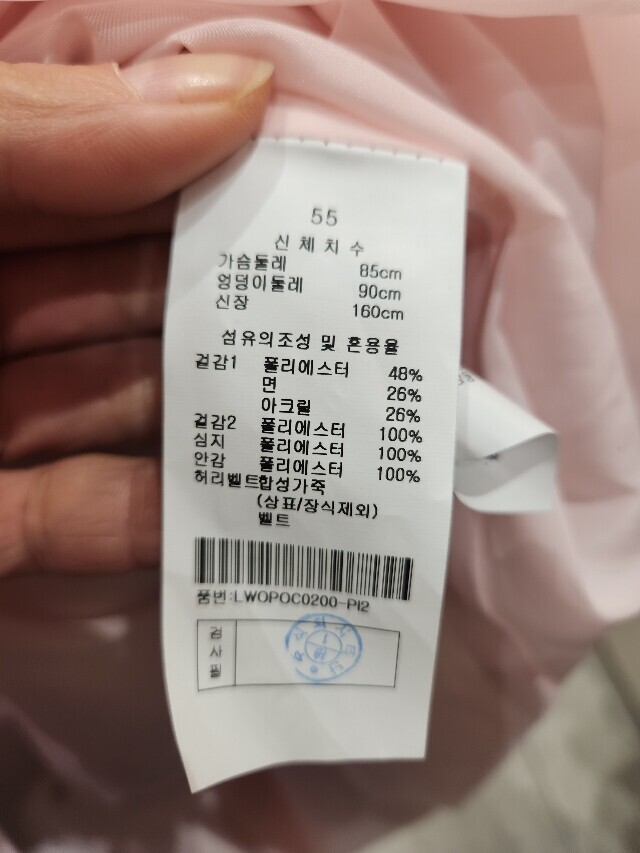 55
신체치수
가슴둘레 85cm
엉덩이둘레 90cm
신장 160cm
섬유의조성 및 혼용율
겉감1 폴리에스터 48%
면 26%
아크릴 26%
겉감2 폴리에스터 100%
심지 폴리에스터 100%
안감 폴리에스터 100%
허리벨트합성가죽
(상표/장식제외)
벨트
품번:LWOPOC0200-PI2
검사필